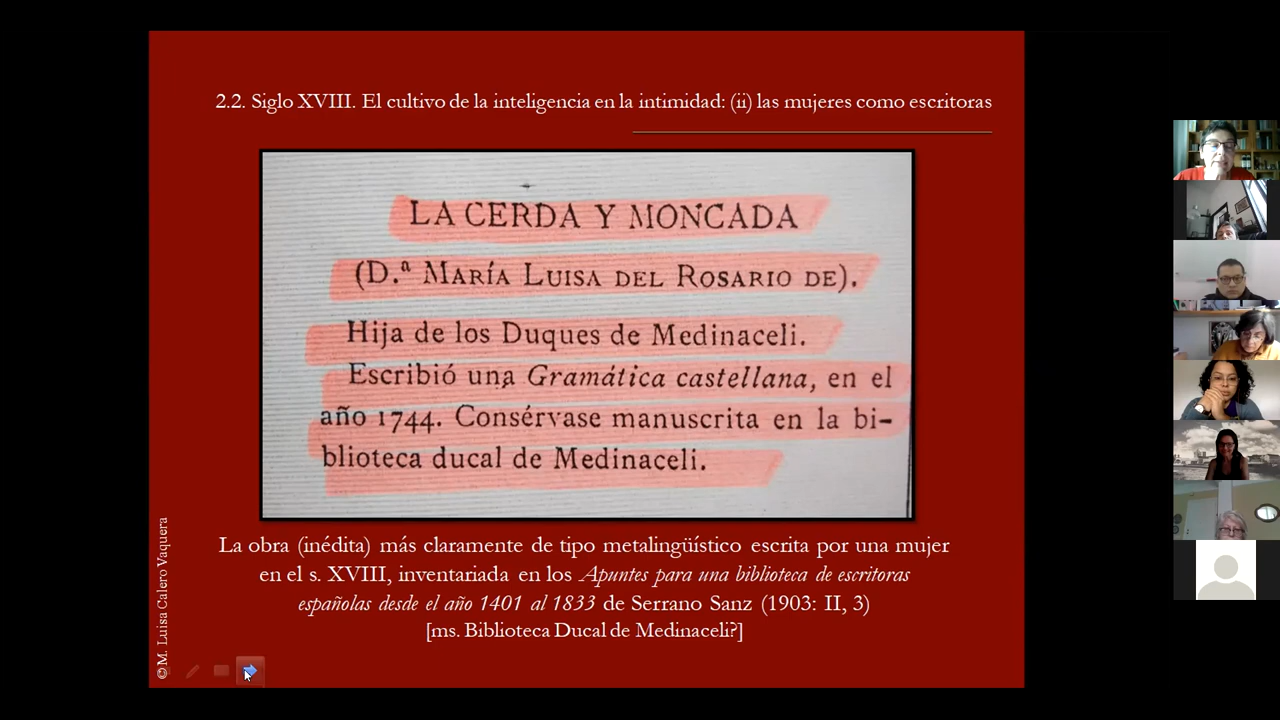 2.2. Siglo XVIII. El cultivo de la inteligencia en la intimidad: (ii) las mujeres como escritoras
LA CERDA Y MONCADA
(D.ª MARÍA LUISA DEL ROSARIO DE).
Hija de los Duques de Medinaceli.
Escribió una Gramática castellana, en el
año 1744. Consérvase manuscrita en la bi-
blioteca ducal de Medinaceli.
La obra (inédita) más claramente de tipo metalingüístico escrita por una mujer
en el s. XVIII, inventariada en los Apuntes para una biblioteca de escritoras
españolas desde el año 1401 al 1833 de Serrano Sanz (1903: II, 3)
[ms. Biblioteca Ducal de Medinaceli?]
©M. Luisa Calero Vaquera